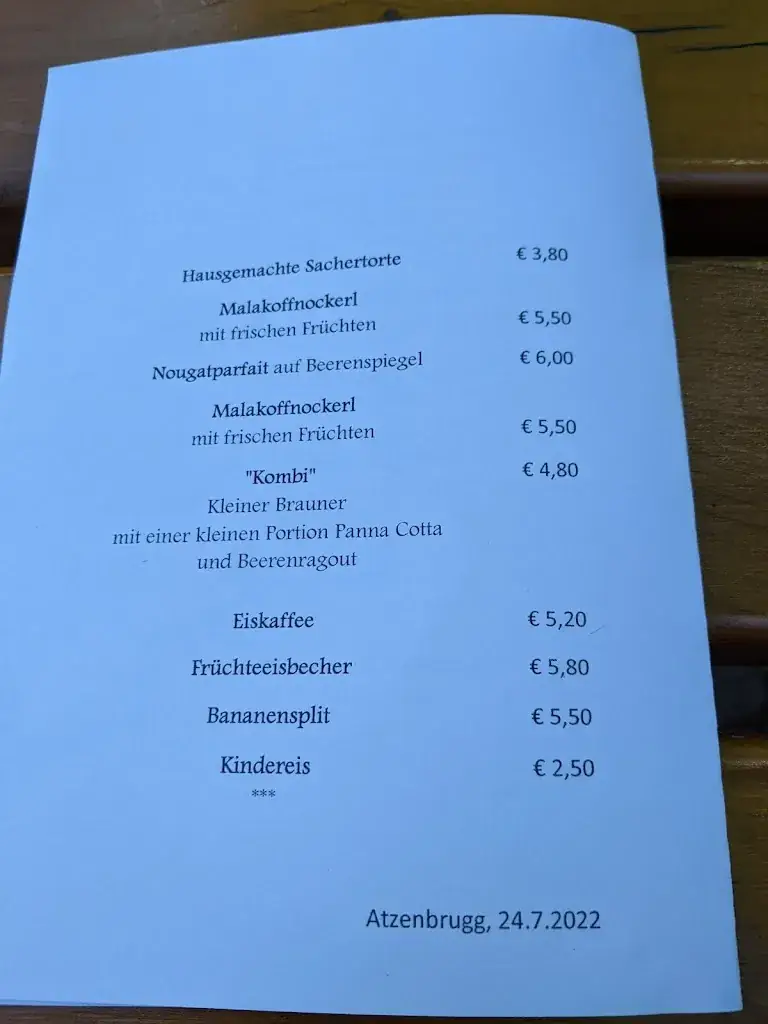 Hausgemachte Sachertorte € 3,80
Malakoffnockerl
mit frischen Früchten € 5,50
Nougatparfait auf Beerenspiegel € 6,00
Malakoffnockerl
mit frischen Früchten € 5,50
"Kombi" € 4,80
Kleiner Brauner
mit einer kleinen Portion Panna Cotta
und Beerenragout
Eiskaffee € 5,20
Früchteeisbecher € 5,80
Bananensplit € 5,50
Kindereis € 2,50
***
Atzenbrugg, 24.7.2022